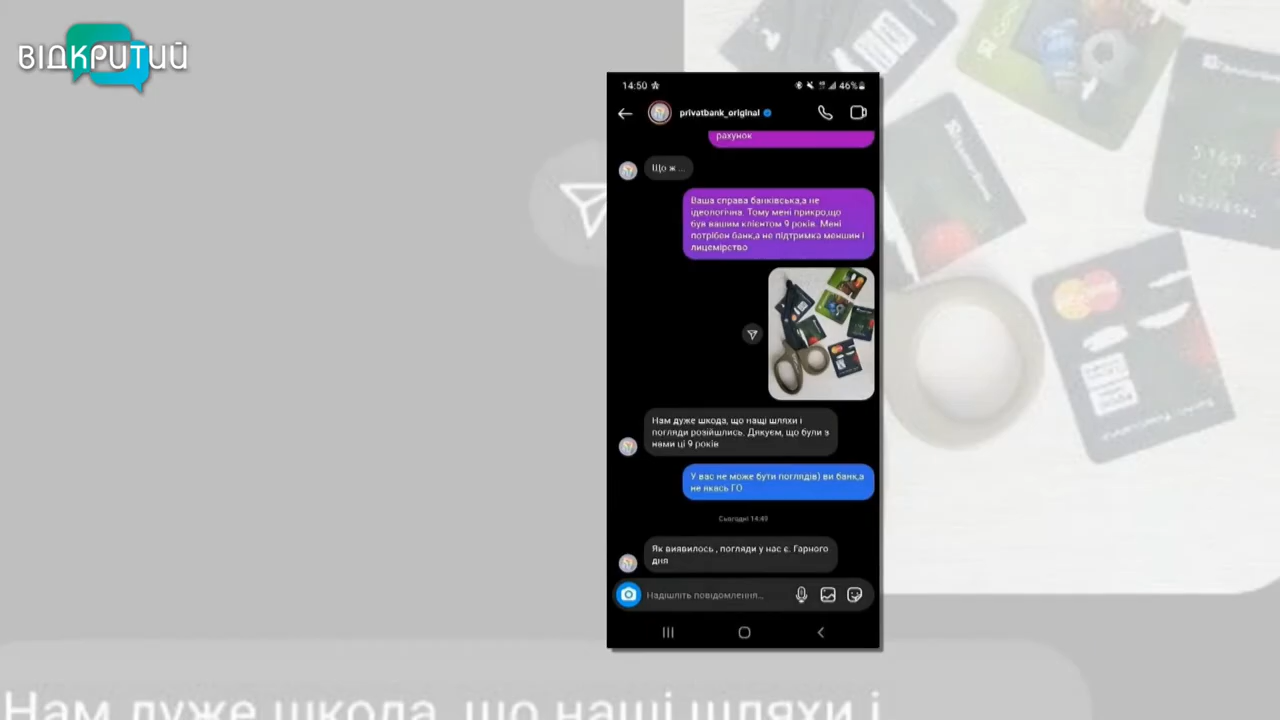 ВІДКРИТИЙ
14:50
46%
privatbank_original
рахунок
Що ж ...
Ваша справа банківська,а не
ідеологічна. Тому мені прикро,що
був вашим клієнтом 9 років. Мені
потрібен банк,а не підтримка меншин і
лицемірство
Нам дуже шкода, що наші шляхи і
погляди розійшлись. Дякуєм, що були з
нами ці 9 років
У вас не може бути поглядів) ви банк,а
не якась ГО
Сьогодні 14:49
Як виявилось , погляди у нас є. Гарного
дня
Надішліть повідомлення...
Нам дуже шкода, що наші шляхи і